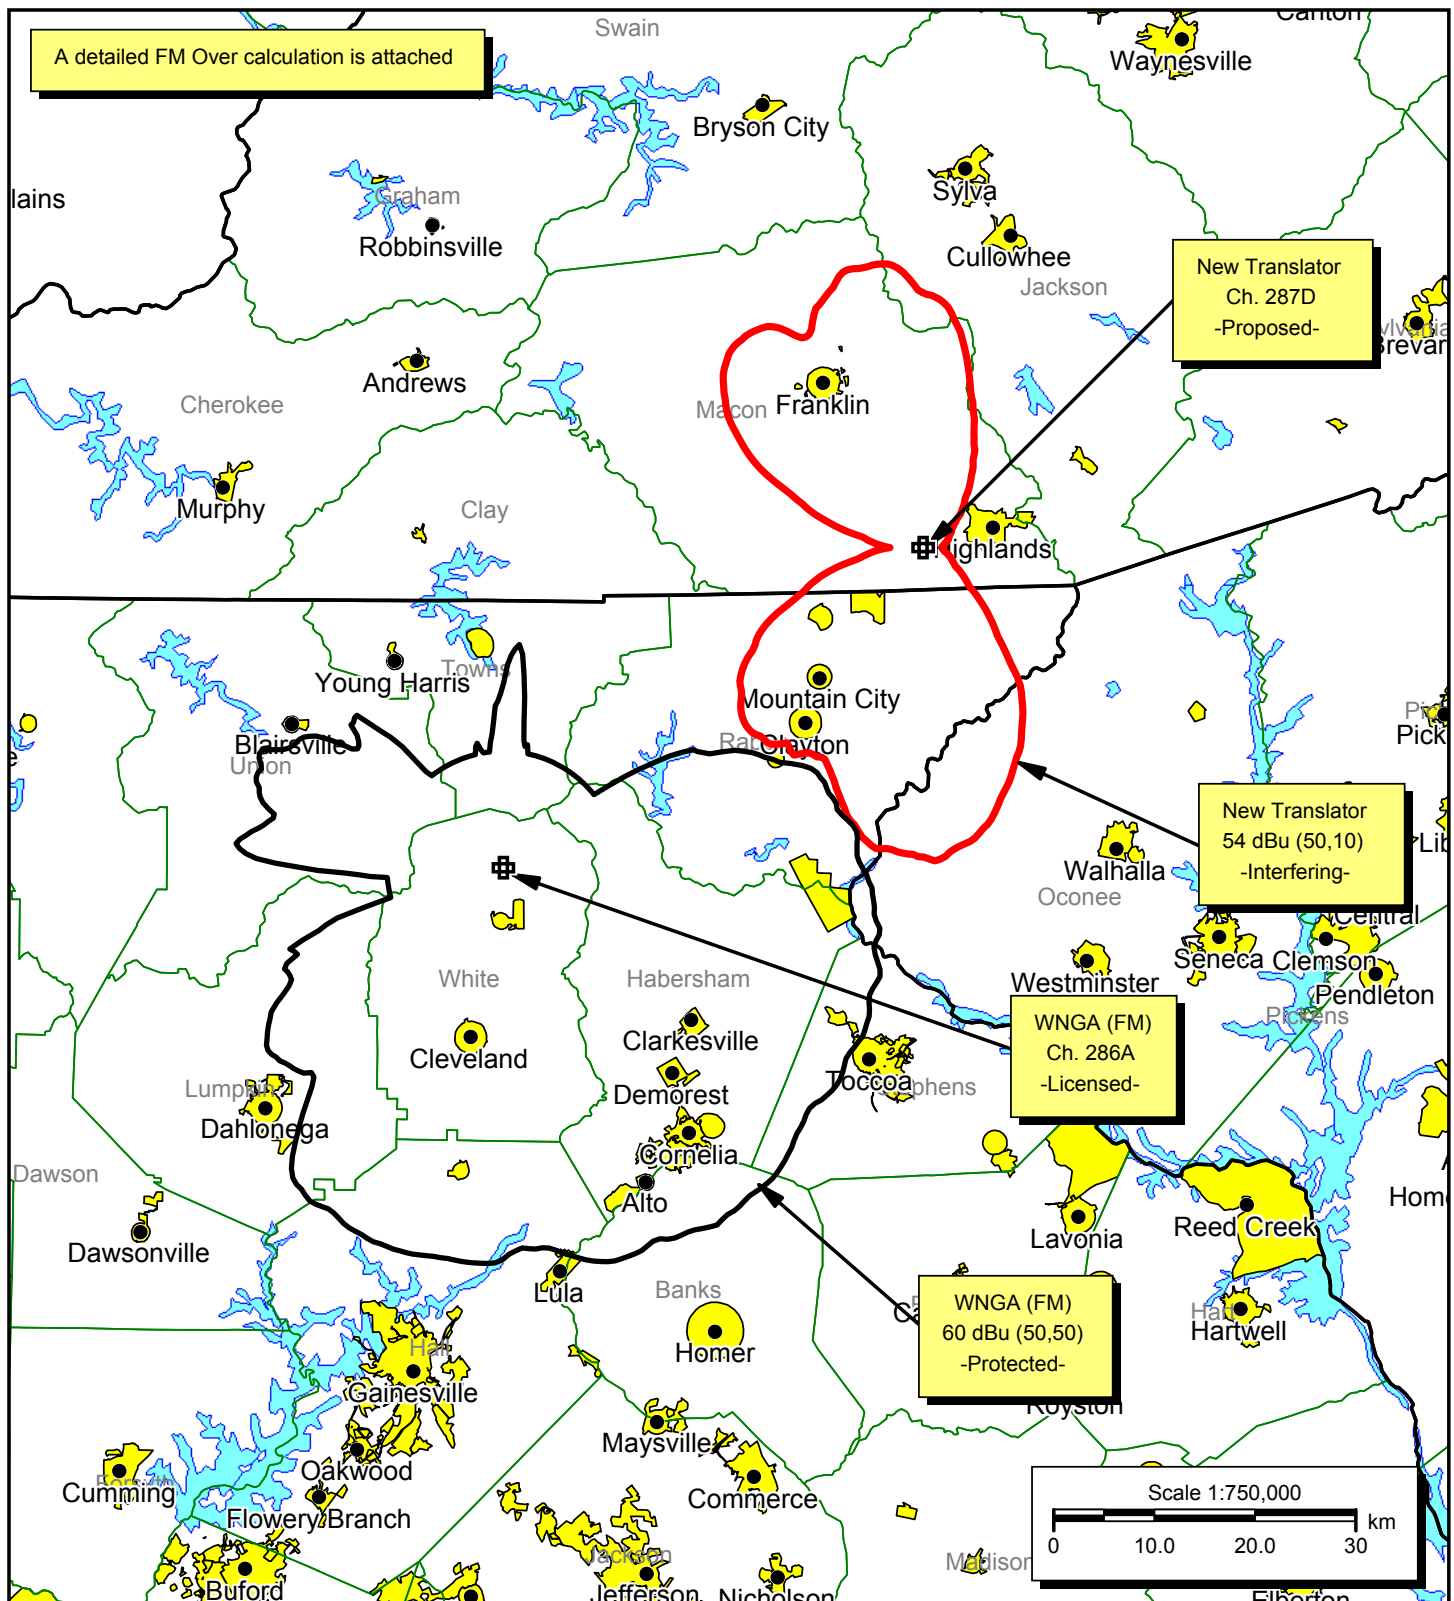 Swain
Canton
A detailed FM Over calculation is attached
Waynesville
Bryson City
Sylva
lains
Graham
Robbinsville
Cullowhee
New Translator
Ch. 287D
-Proposed-
Jackson
Andrews
Cherokee
Macon
Franklin
Murphy
Clay
Highlands
Young Harris
Towns
Mountain City
Blairsville
Union
Clayton
Pick
New Translator
54 dBu (50,10)
-Interfering-
Walhalla
Oconee
Central
Seneca
Clemson
Pendleton
Pickens
Westminster
White
Habersham
WNGA (FM)
Ch. 286A
-Licensed-
Clarkesville
Cleveland
Demorest
Toccoa
Lumpkin
Dahlonega
Cornelia
Dawson
Alto
Dawsonville
Reed Creek
Lavonia
Lula
Banks
WNGA (FM)
60 dBu (50,50)
-Protected-
Hartwell
Homer
Hall
Gainesville
Royston
Maysville
Oakwood
Cumming
Forsyth
Commerce
Flowery Branch
Scale 1:750,000
km
0 10.0 20.0 30
Jackson
Madison
Buford
Jefferson
Nicholson
Elberton